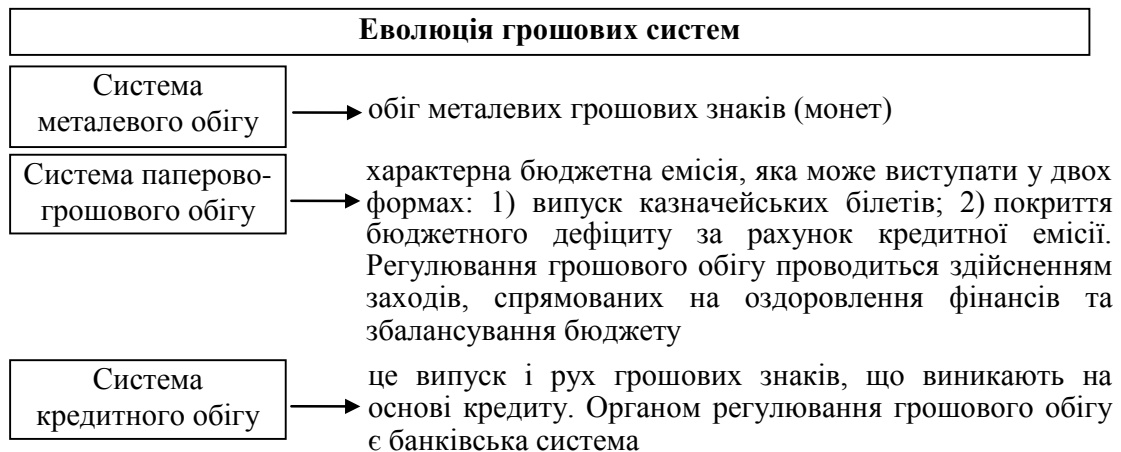 Еволюція грошових систем
Система
металевого обігу
обіг металевих грошових знаків (монет)
Система паперово-
грошового обігу
характерна бюджетна емісія, яка може виступати у двох
формах: 1) випуск казначейських білетів; 2) покриття
бюджетного дефіциту за рахунок кредитної емісії.
Регулювання грошового обігу проводиться здійсненням
заходів, спрямованих на оздоровлення фінансів та
збалансування бюджету
Система
кредитного обігу
це випуск і рух грошових знаків, що виникають на
основі кредиту. Органом регулювання грошового обігу
є банківська система